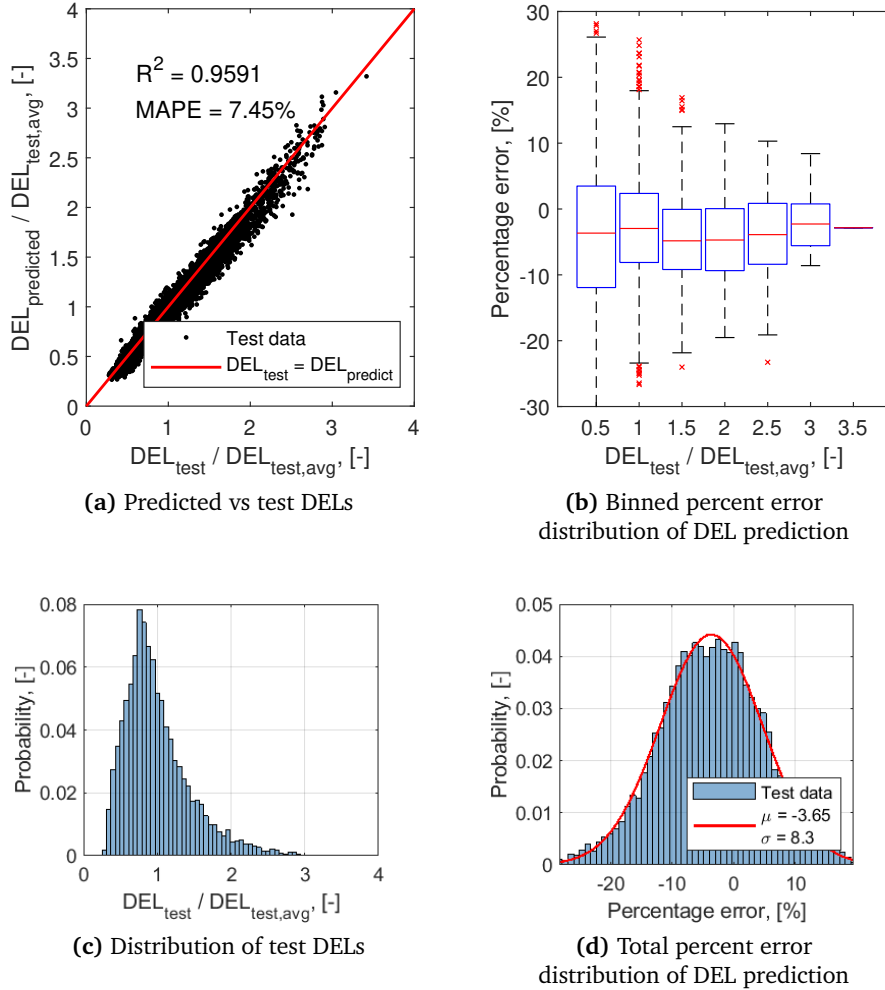 R² = 0.9591
MAPE = 7.45%
DEL_predicted / DEL_test,avg, [-]
4
3.5
3
2.5
2
1.5
1
0.5
0
Test data
DEL_test = DEL_predict
0 1 2 3 4
DEL_test / DEL_test,avg, [-]
(a) Predicted vs test DELs
Percentage error, [%]
30
20
10
0
-10
-20
-30
0.5 1 1.5 2 2.5 3 3.5
DEL_test / DEL_test,avg, [-]
(b) Binned percent error
distribution of DEL prediction
Probability, [-]
0.08
0.06
0.04
0.02
0
0 1 2 3 4
DEL_test / DEL_test,avg, [-]
(c) Distribution of test DELs
Probability, [-]
0.05
0.04
0.03
0.02
0.01
0
Test data
μ = -3.65
σ = 8.3
-20 -10 0 10
Percentage error, [%]
(d) Total percent error
distribution of DEL prediction